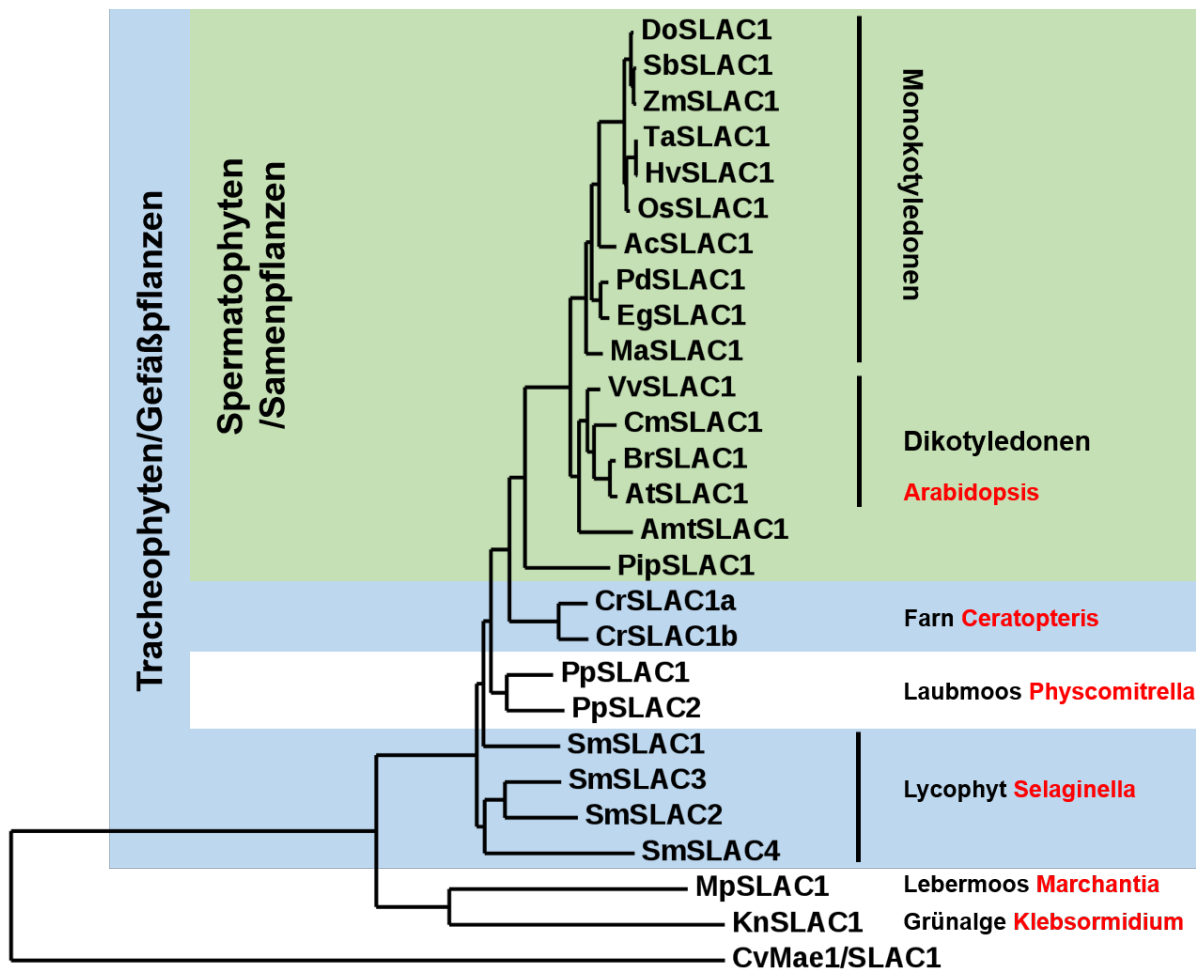 Tracheophyten/Gefäßpflanzen
Spermatophyten
/Samenpflanzen
DoSLAC1
SbSLAC1
ZmSLAC1
TaSLAC1
HvSLAC1
OsSLAC1
AcSLAC1
PdSLAC1
EgSLAC1
MaSLAC1
Monokotyledonen
VvSLAC1
CmSLAC1
BrSLAC1
AtSLAC1
Dikotyledonen
Arabidopsis
AmtSLAC1
PipSLAC1
CrSLAC1a
CrSLAC1b
Farn Ceratopteris
PpSLAC1
PpSLAC2
Laubmoos Physcomitrella
SmSLAC1
SmSLAC3
SmSLAC2
SmSLAC4
Lycophyt Selaginella
MpSLAC1
Lebermoos Marchantia
KnSLAC1
Grünalge Klebsormidium
CvMae1/SLAC1